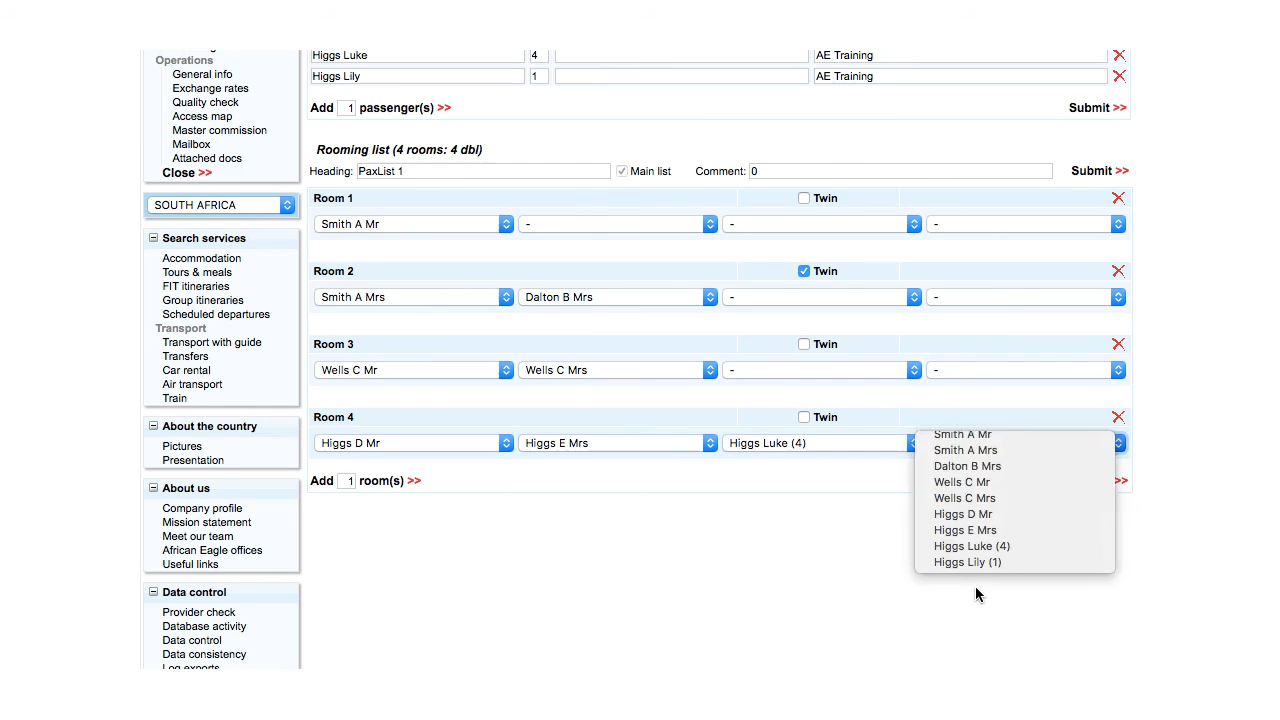 Operations
General info
Exchange rates
Quality check
Access map
Master commission
Mailbox
Attached docs
Close >>
SOUTH AFRICA
Search services
Accommodation
Tours & meals
FIT itineraries
Group itineraries
Scheduled departures
Transport
Transport with guide
Transfers
Car rental
Air transport
Train
About the country
Pictures
Presentation
About us
Company profile
Mission statement
Meet our team
African Eagle offices
Useful links
Data control
Provider check
Database activity
Data control
Data consistency
Log exports
Higgs Luke 4 AE Training
Higgs Lily 1 AE Training
Add 1 passenger(s) >> Submit >>
Rooming list (4 rooms: 4 dbl)
Heading: PaxList 1 Main list Comment: 0 Submit >>
Room 1 Twin
Smith A Mr - - -
Room 2 Twin
Smith A Mrs Dalton B Mrs - -
Room 3 Twin
Wells C Mr Wells C Mrs - -
Room 4 Twin
Higgs D Mr Higgs E Mrs Higgs Luke (4)
Add 1 room(s) >> >>
Smith A Mr
Smith A Mrs
Dalton B Mrs
Wells C Mr
Wells C Mrs
Higgs D Mr
Higgs E Mrs
Higgs Luke (4)
Higgs Lily (1)